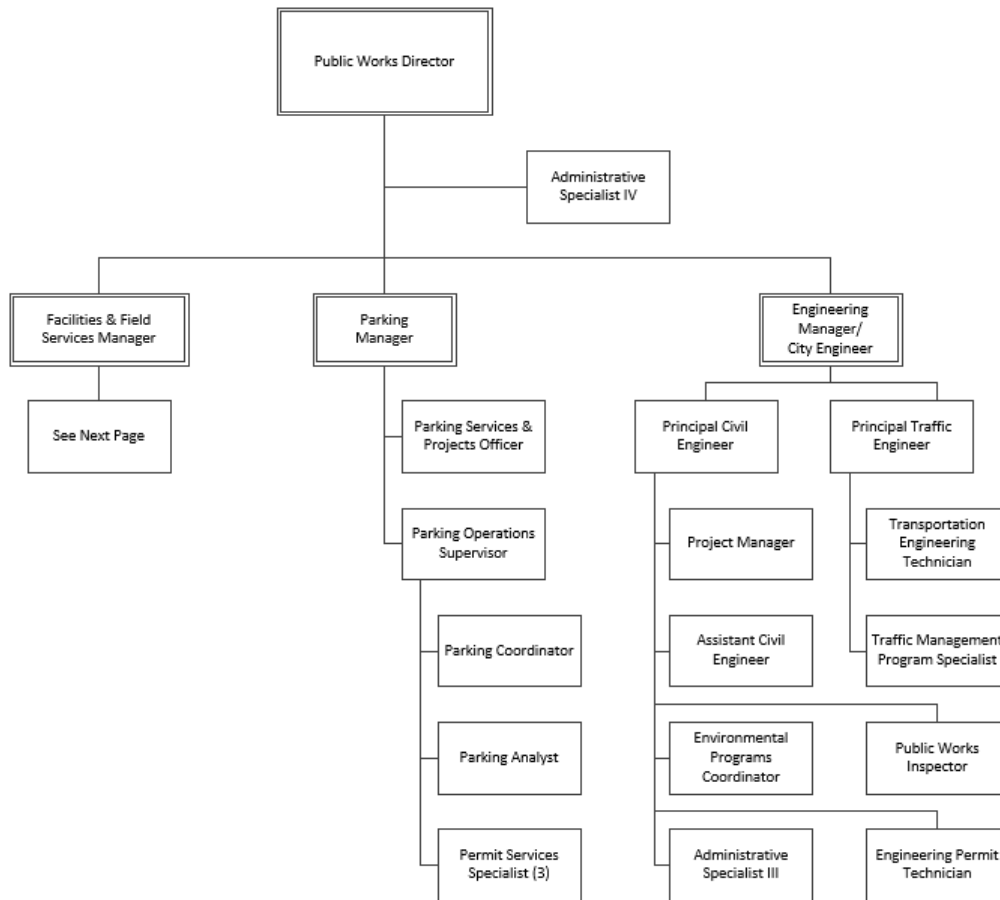 Public Works Director
Administrative
Specialist IV
Facilities & Field
Services Manager
Parking
Manager
Engineering
Manager/
City Engineer
See Next Page
Parking Services &
Projects Officer
Principal Civil
Engineer
Principal Traffic
Engineer
Parking Operations
Supervisor
Project Manager
Transportation
Engineering
Technician
Parking Coordinator
Assistant Civil
Engineer
Traffic Management
Program Specialist
Parking Analyst
Environmental
Programs
Coordinator
Public Works
Inspector
Permit Services
Specialist (3)
Administrative
Specialist III
Engineering Permit
Technician